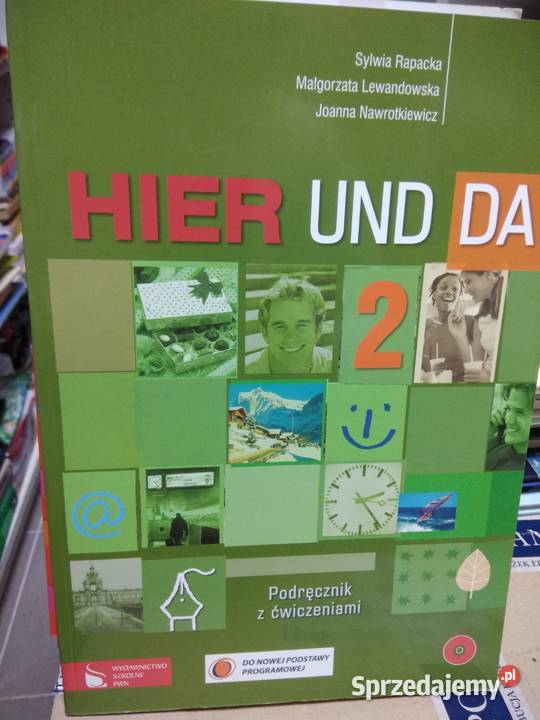 Sylwia Rapacka
Małgorzata Lewandowska
Joanna Nawrotkiewicz
HIER UND DA
2
@
Podręcznik
z ćwiczeniami
WYDAWNICTWO
SZKOLNE
PWN
DO NOWEJ PODSTAWY
PROGRAMOWEJ
Sprzedajemy.pl